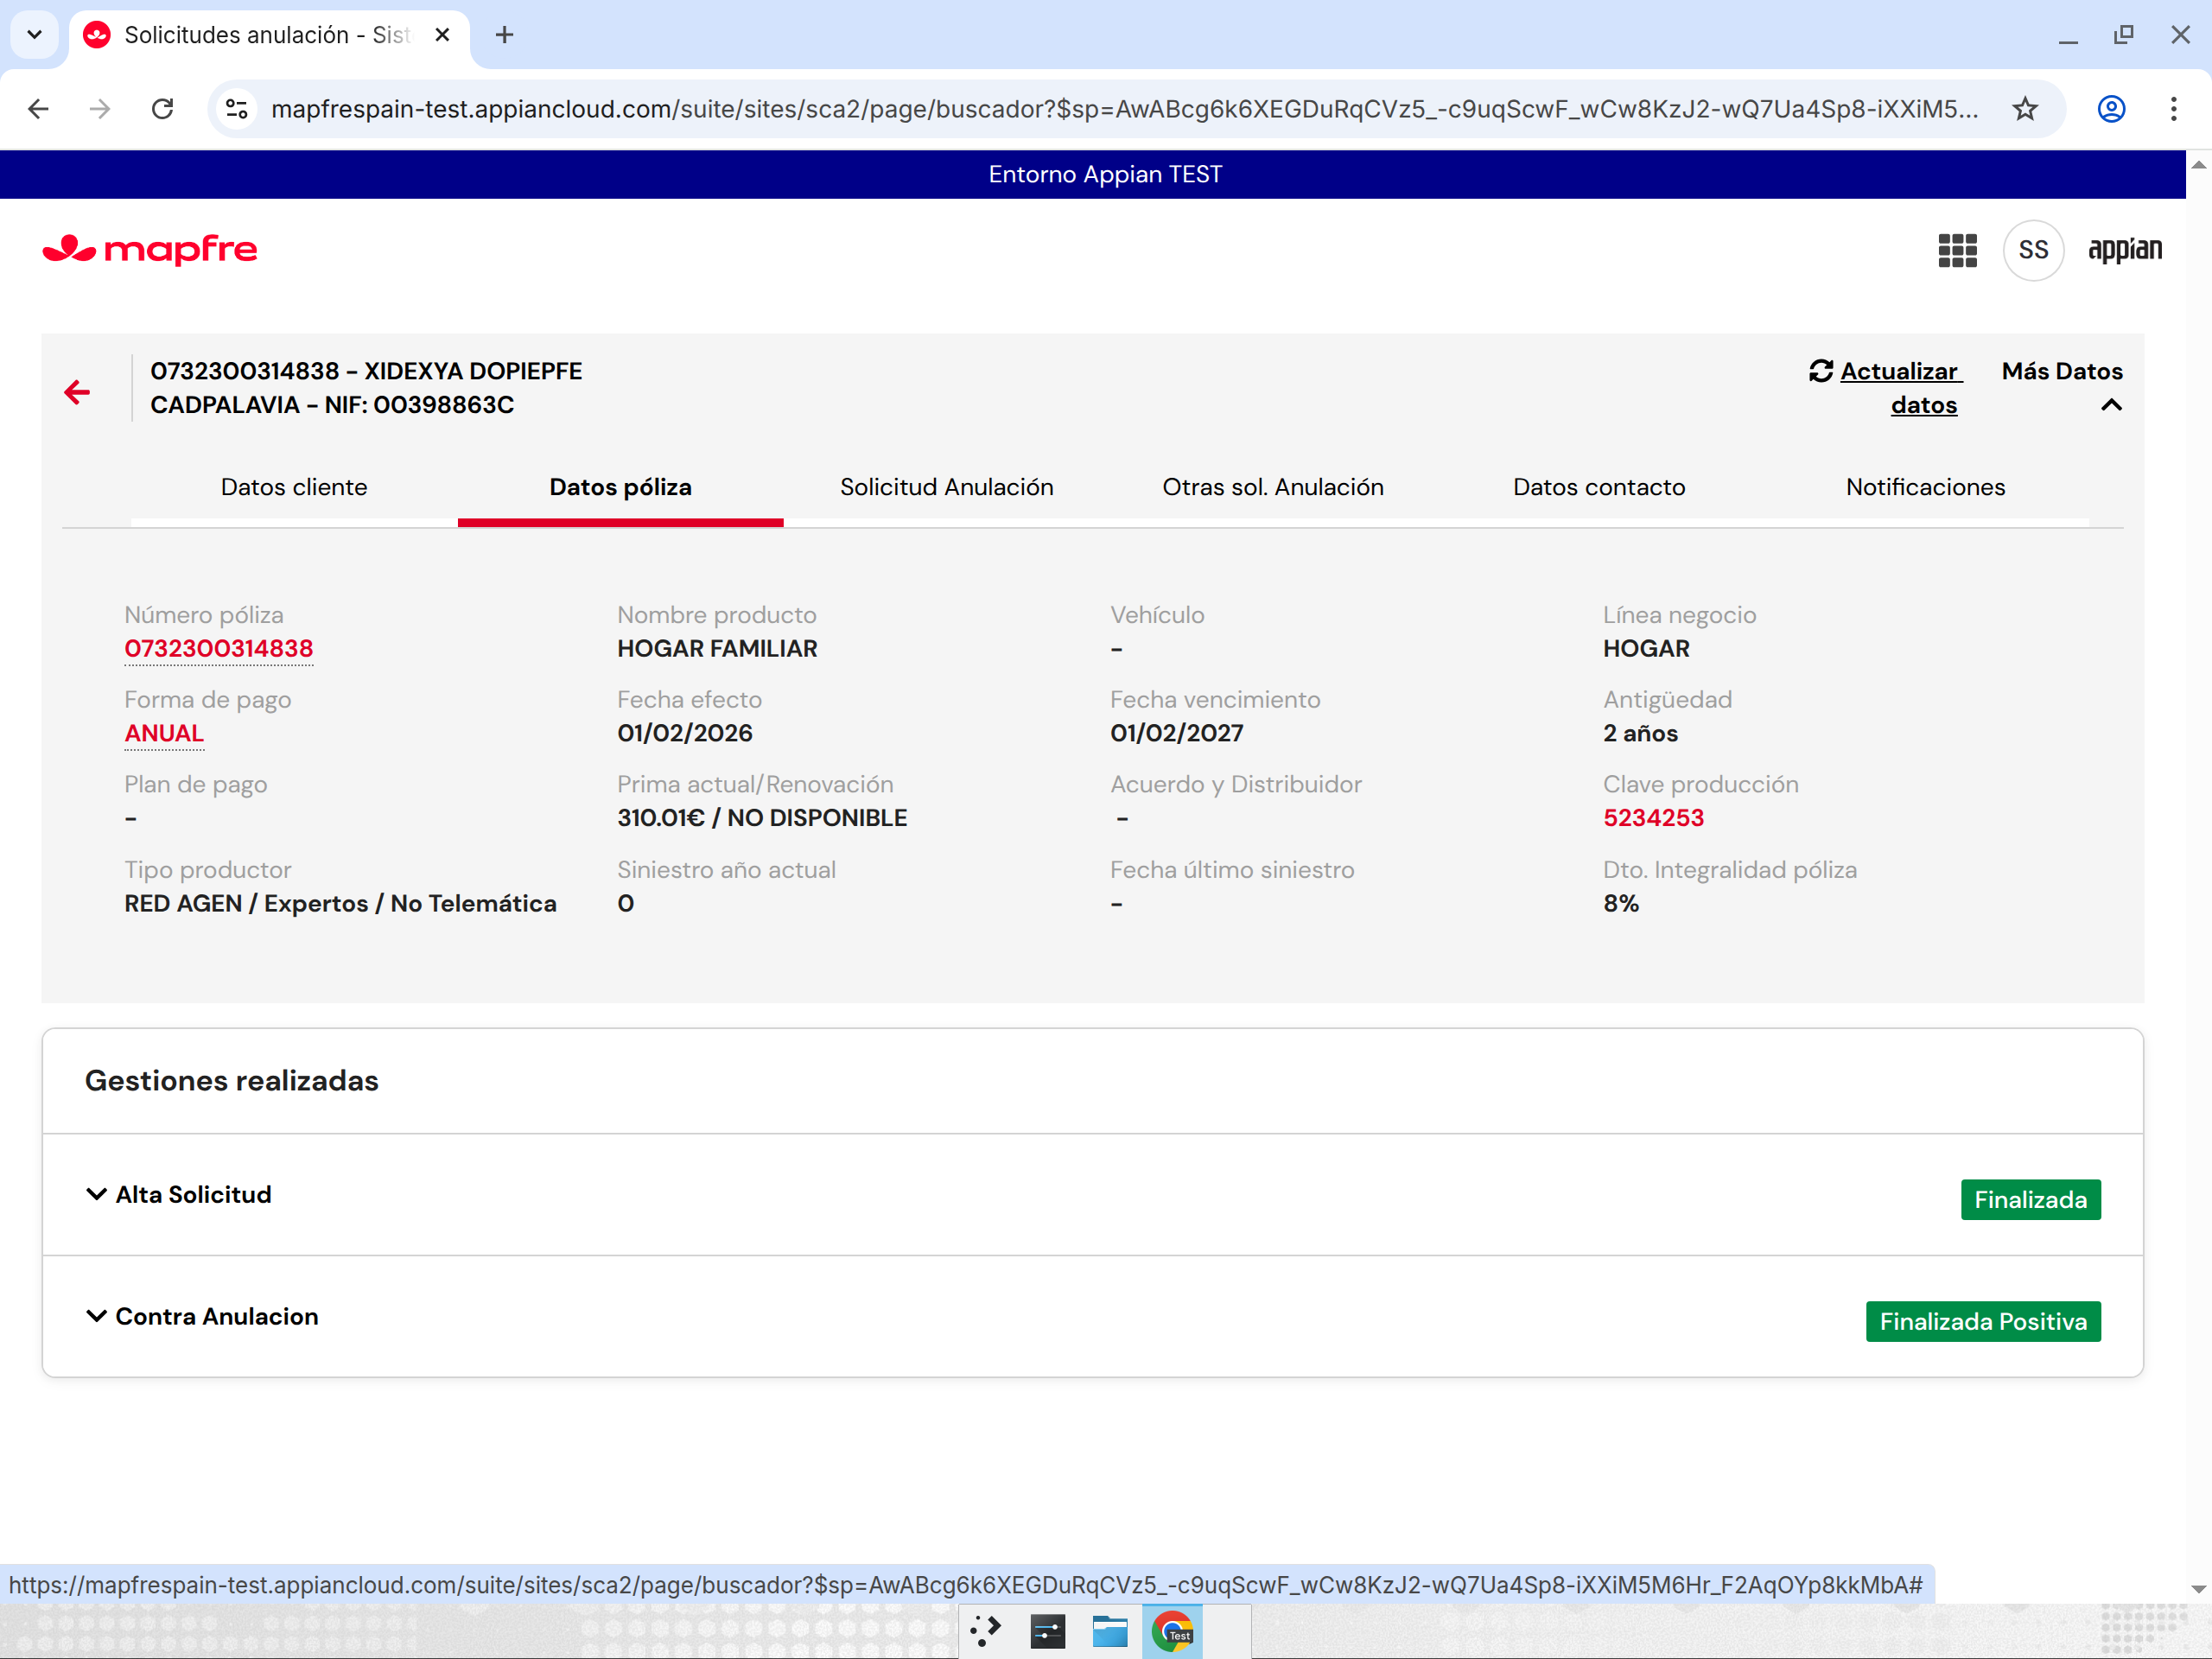 Solicitudes anulación - Sist
mapfrespain-test.appiancloud.com/suite/sites/sca2/page/buscador?$sp=AwABcg6k6XEGDuRqCVz5_-c9uqScwF_wCw8KzJ2-wQ7Ua4Sp8-iXXiM5...
Entorno Appian TEST
mapfre
SS
appian
0732300314838 – XIDEXYA DOPIEPFE
CADPALAVIA – NIF: 00398863C
Actualizar
datos
Más Datos
Datos cliente
Datos póliza
Solicitud Anulación
Otras sol. Anulación
Datos contacto
Notificaciones
Número póliza
0732300314838
Nombre producto
HOGAR FAMILIAR
Vehículo
–
Línea negocio
HOGAR
Forma de pago
ANUAL
Fecha efecto
01/02/2026
Fecha vencimiento
01/02/2027
Antigüedad
2 años
Plan de pago
–
Prima actual/Renovación
310.01€ / NO DISPONIBLE
Acuerdo y Distribuidor
–
Clave producción
5234253
Tipo productor
RED AGEN / Expertos / No Telemática
Siniestro año actual
0
Fecha último siniestro
–
Dto. Integralidad póliza
8%
Gestiones realizadas
Alta Solicitud
Finalizada
Contra Anulacion
Finalizada Positiva
https://mapfrespain-test.appiancloud.com/suite/sites/sca2/page/buscador?$sp=AwABcg6k6XEGDuRqCVz5_-c9uqScwF_wCw8KzJ2-wQ7Ua4Sp8-iXXiM5M6Hr_F2AqOYp8kkMbA#
Test